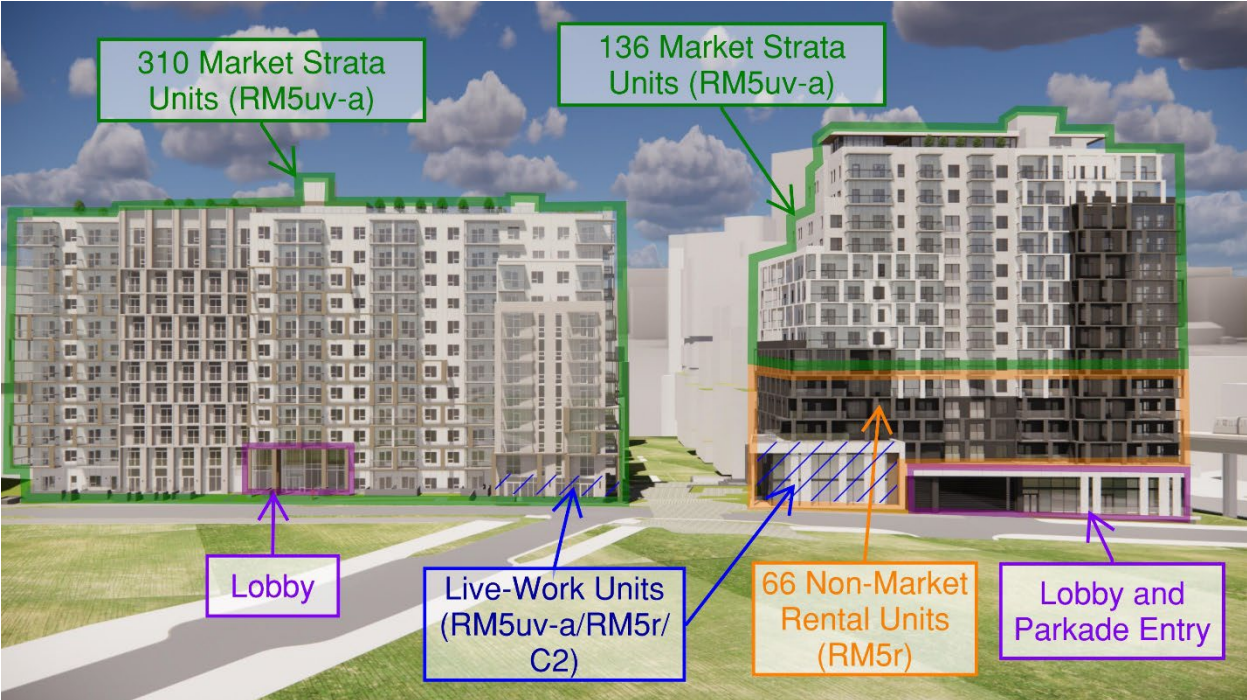 310 Market Strata
Units (RM5uv-a)
136 Market Strata
Units (RM5uv-a)
Lobby
Live-Work Units
(RM5uv-a/RM5r/
C2)
66 Non-Market
Rental Units
(RM5r)
Lobby and
Parkade Entry